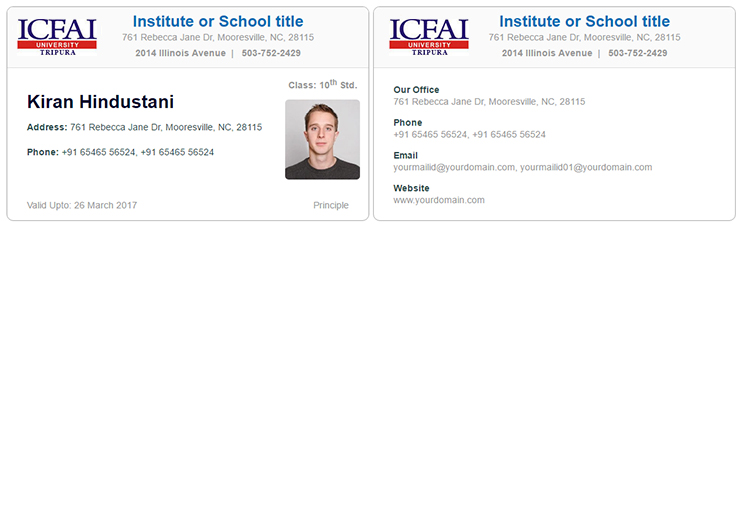 ICFAI
UNIVERSITY
TRIPURA
Institute or School title
761 Rebecca Jane Dr, Mooresville, NC, 28115
2014 Illinois Avenue | 503-752-2429
Class: 10th Std.
Kiran Hindustani
Address: 761 Rebecca Jane Dr, Mooresville, NC, 28115
Phone: +91 65465 56524, +91 65465 56524
Valid Upto: 26 March 2017
Principle
ICFAI
UNIVERSITY
TRIPURA
Institute or School title
761 Rebecca Jane Dr, Mooresville, NC, 28115
2014 Illinois Avenue | 503-752-2429
Our Office
761 Rebecca Jane Dr, Mooresville, NC, 28115
Phone
+91 65465 56524, +91 65465 56524
Email
yourmailid@yourdomain.com, yourmailid01@yourdomain.com
Website
www.yourdomain.com